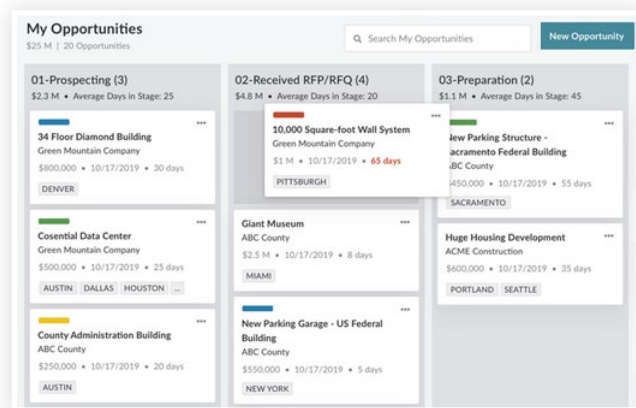 My Opportunities
$25 M | 20 Opportunities
Search My Opportunities
New Opportunity
01-Prospecting (3)
$2.3 M • Average Days in Stage: 25
34 Floor Diamond Building
Green Mountain Company
$800,000 • 10/17/2019 • 30 days
DENVER
Cosential Data Center
Green Mountain Company
$500,000 • 10/17/2019 • 25 days
AUSTIN DALLAS HOUSTON ...
County Administration Building
ABC County
$250,000 • 10/17/2019 • 20 days
AUSTIN
02-Received RFP/RFQ (4)
$4.8 M • Average Days in Stage: 20
10,000 Square-foot Wall System
Green Mountain Company
$1 M • 10/17/2019 • 65 days
PITTSBURGH
Giant Museum
ABC County
$2.5 M • 10/17/2019 • 8 days
MIAMI
New Parking Garage - US Federal
Building
ABC County
$550,000 • 10/17/2019 • 5 days
NEW YORK
03-Preparation (2)
$1.1 M • Average Days in Stage: 45
New Parking Structure -
Sacramento Federal Building
ABC County
$450,000 • 10/17/2019 • 55 days
SACRAMENTO
Huge Housing Development
ACME Construction
$600,000 • 10/17/2019 • 35 days
PORTLAND SEATTLE